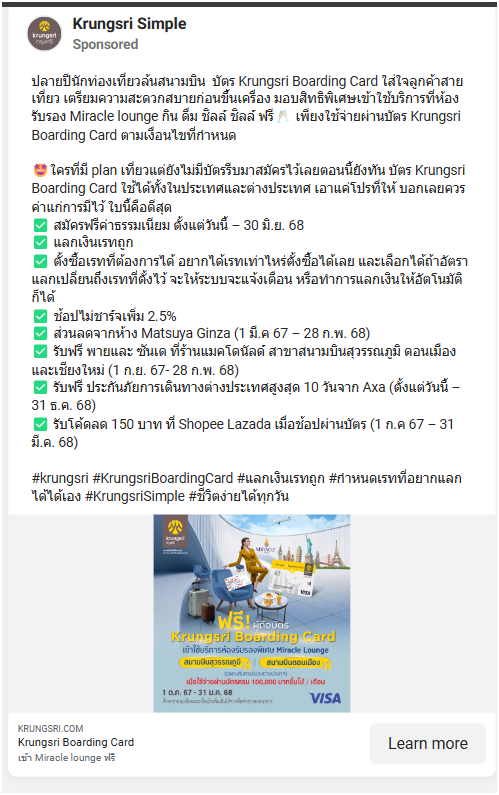 Krungsri Simple
Sponsored
ปลายปีนักท่องเที่ยวล้นสนามบิน บัตร Krungsri Boarding Card ใส่ใจลูกค้าสาย
เที่ยว เตรียมความสะดวกสบายก่อนขึ้นเครื่อง มอบสิทธิพิเศษเข้าใช้บริการที่ห้อง
รับรอง Miracle lounge กิน ดื่ม ชิลล์ ชิลล์ ฟรี🥂 เพียงใช้จ่ายผ่านบัตร Krungsri
Boarding Card ตามเงื่อนไขที่กำหนด
🤩 ใครที่มี plan เที่ยวแต่ยังไม่มีบัตรรีบมาสมัครไว้เลยตอนนี้ยังทัน บัตร Krungsri
Boarding Card ใช้ได้ทั้งในประเทศและต่างประเทศ เอาแค่โปรที่ให้ บอกเลยควร
ค่าแก่การมีไว้ ใบนี้คือดีสุด
✅ สมัครฟรีค่าธรรมเนียม ตั้งแต่วันนี้ – 30 มิ.ย. 68
✅ แลกเงินเรทถูก
✅ ตั้งซื้อเรทที่ต้องการได้ อยากได้เรทเท่าไหร่ตั้งซื้อได้เลย และเลือกได้ถ้าอัตรา
แลกเปลี่ยนถึงเรทที่ตั้งไว้ จะให้ระบบจะแจ้งเตือน หรือทำการแลกเงินให้อัตโนมัติ
ก็ได้
✅ ช้อปไม่ชาร์จเพิ่ม 2.5%
✅ ส่วนลดจากห้าง Matsuya Ginza (1 มี.ค 67 – 28 ก.พ. 68)
✅ รับฟรี พายและ ซันเด ที่ร้านแมคโดนัลด์ สาขาสนามบินสุวรรณภูมิ ดอนเมือง
และเชียงใหม่ (1 ก.ย. 67- 28 ก.พ. 68)
✅ รับฟรี ประกันภัยการเดินทางต่างประเทศสูงสุด 10 วันจาก Axa (ตั้งแต่วันนี้ –
31 ธ.ค. 68)
✅ รับโค้ดลด 150 บาท ที่ Shopee Lazada เมื่อช้อปผ่านบัตร (1 ก.ค 67 – 31
มี.ค. 68)
#krungsri #KrungsriBoardingCard #แลกเงินเรทถูก #กำหนดเรทที่อยากแลก
ได้ได้เอง #KrungsriSimple #ชีวิตง่ายได้ทุกวัน
krungsri
กรุงศรี
MIRACLE
ฟรี! ผู้ถือบัตร
Krungsri Boarding Card
เข้าใช้บริการห้องรับรองพิเศษ Miracle Lounge
สนามบินสุวรรณภูมิ | สนามบินดอนเมือง
เมื่อใช้จ่ายผ่านบัตรครบ 100,000 บาทขึ้นไป / เดือน
1 ต.ค. 67 - 31 ม.ค. 68
VISA
KRUNGSRI.COM
Krungsri Boarding Card
เข้า Miracle lounge ฟรี
Learn more